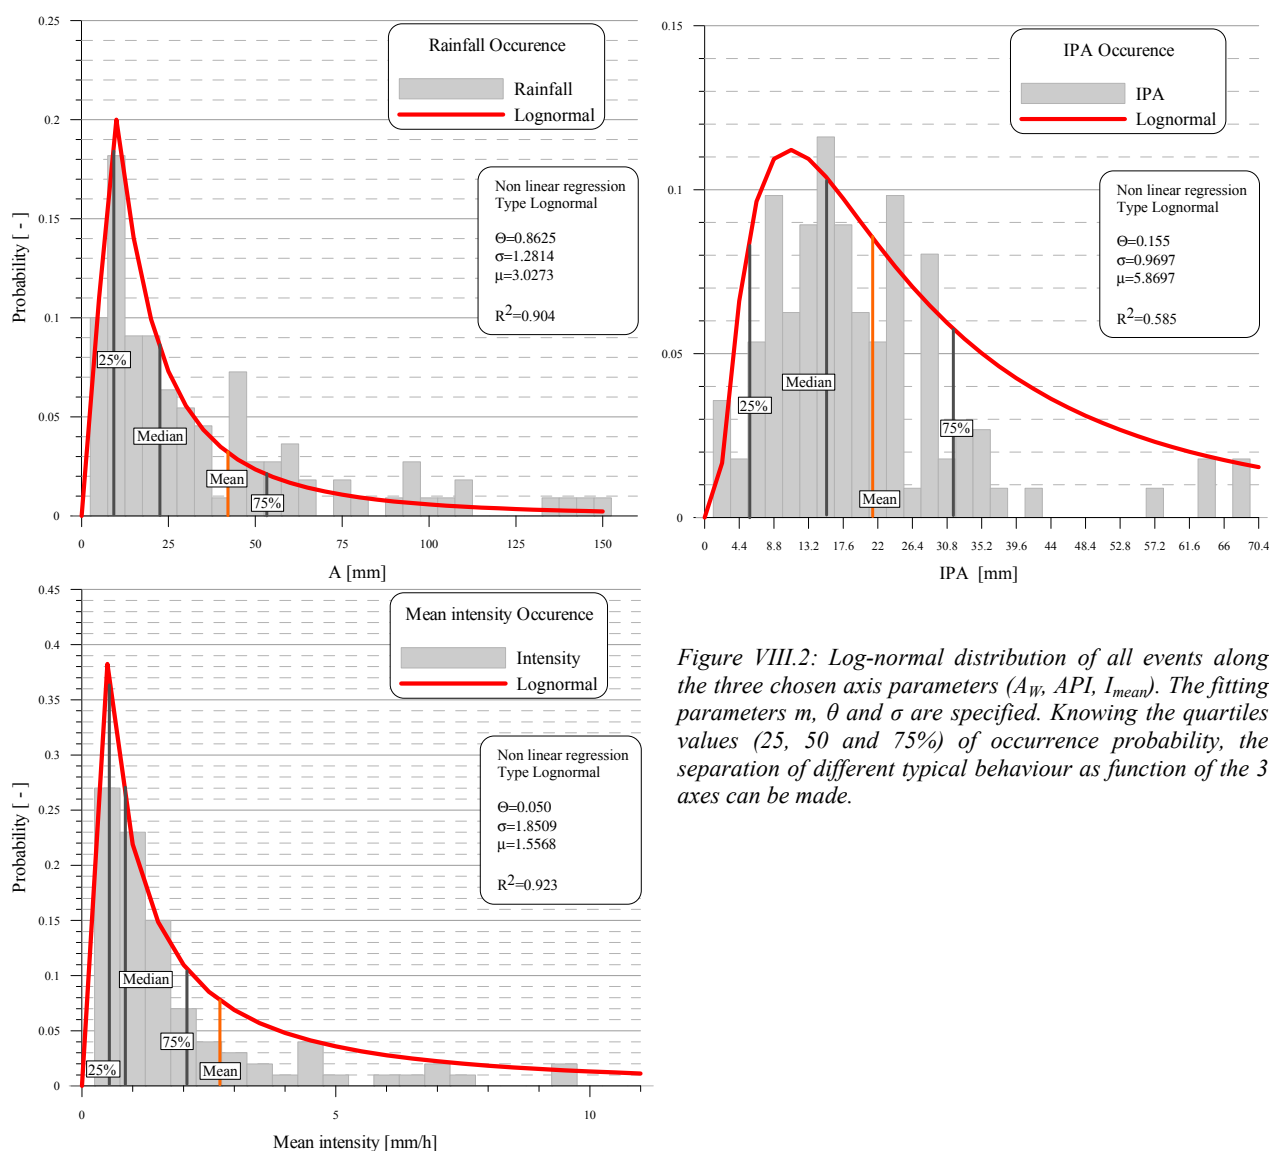 0.25
0.2
0.15
0.1
0.05
0
Probability [ - ]
Rainfall Occurence
Rainfall
Lognormal
Non linear regression
Type Lognormal
Θ=0.8625
σ=1.2814
μ=3.0273
R2=0.904
25%
Median
Mean
75%
0 25 50 75 100 125 150
A [mm]
0.15
0.1
0.05
0
IPA Occurence
IPA
Lognormal
Non linear regression
Type Lognormal
Θ=0.155
σ=0.9697
μ=5.8697
R2=0.585
Median
25%
75%
Mean
0 4.4 8.8 13.2 17.6 22 26.4 30.8 35.2 39.6 44 48.4 52.8 57.2 61.6 66 70.4
IPA [mm]
0.45
0.4
0.35
0.3
0.25
0.2
0.15
0.1
0.05
0
Probability [ - ]
Mean intensity Occurence
Intensity
Lognormal
Non linear regression
Type Lognormal
Θ=0.050
σ=1.8509
μ=1.5568
R2=0.923
Median
75%
25%
Mean
0 5 10
Mean intensity [mm/h]
Figure VIII.2: Log-normal distribution of all events along
the three chosen axis parameters (AW, API, Imean). The fitting
parameters m, θ and σ are specified. Knowing the quartiles
values (25, 50 and 75%) of occurrence probability, the
separation of different typical behaviour as function of the 3
axes can be made.